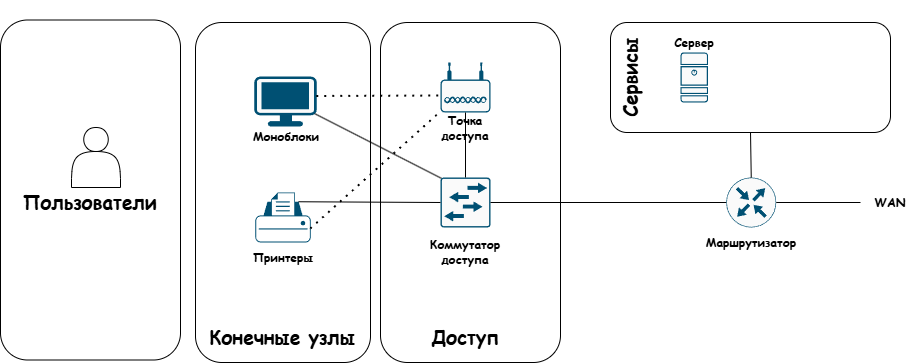 Пользователи
Моноблоки
Принтеры
Конечные узлы
Точка
доступа
Коммутатор
доступа
Доступ
Сервисы
Сервер
Маршрутизатор
WAN